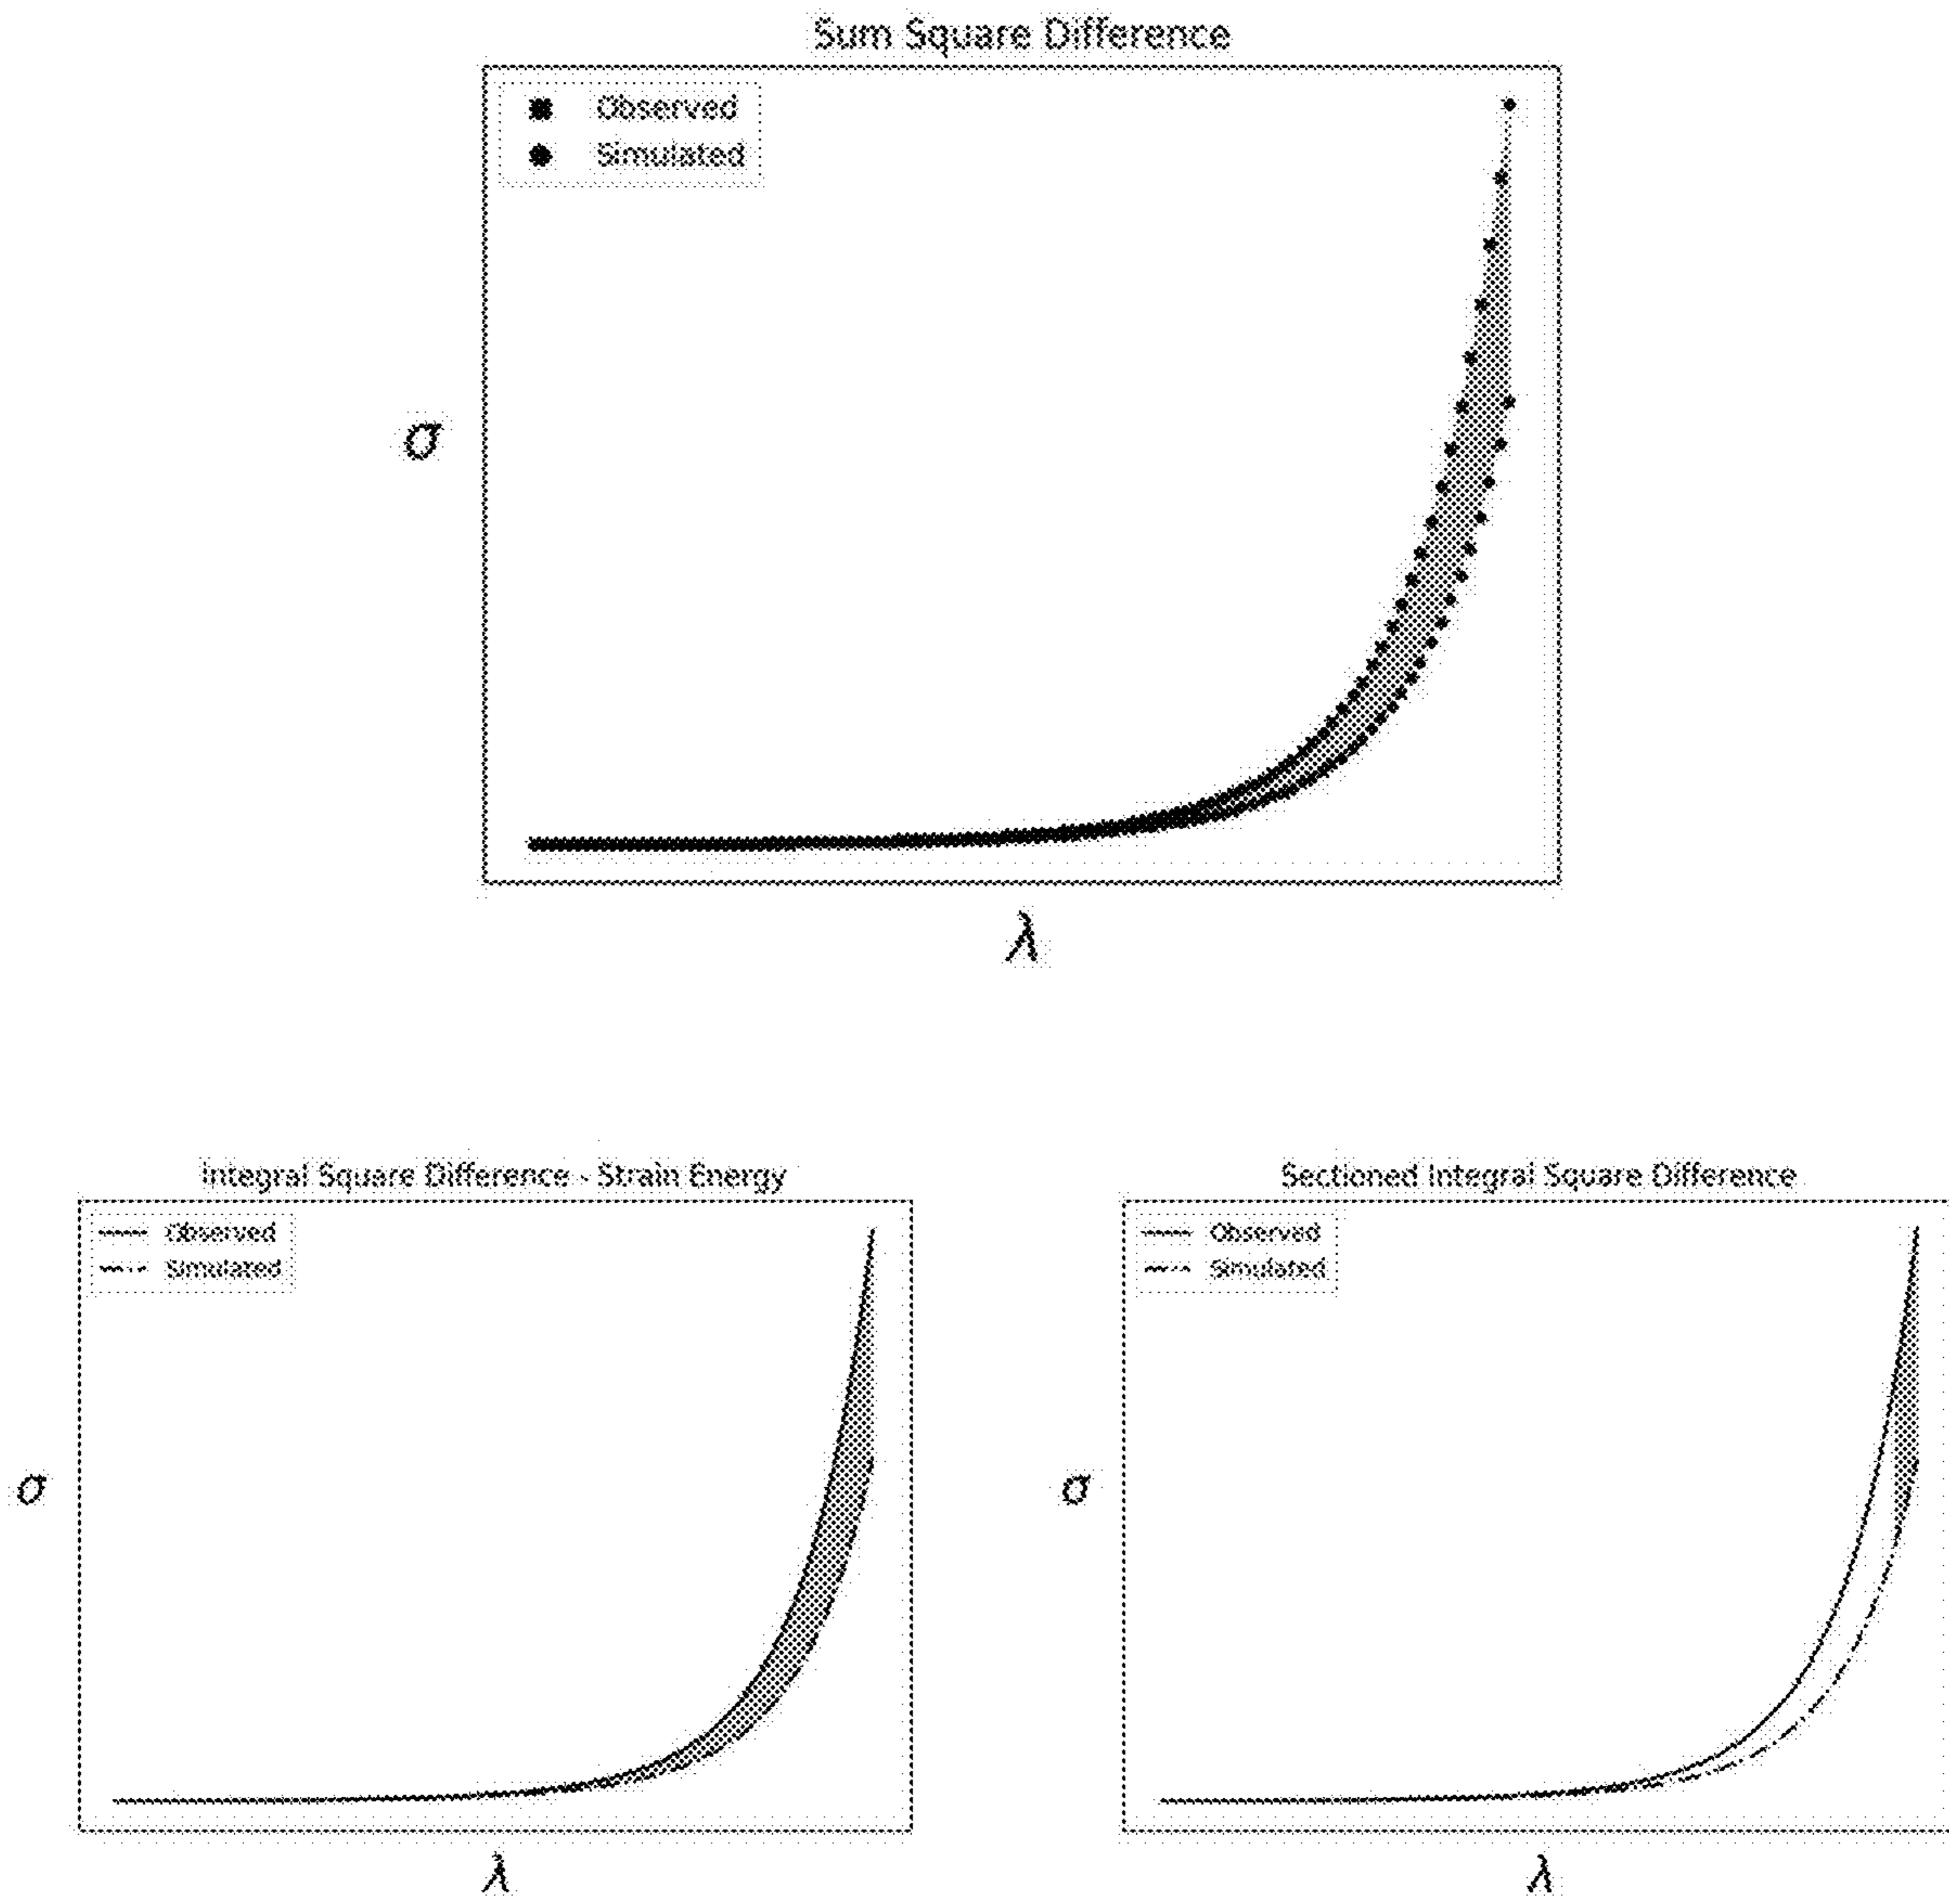 Sum Square Difference
Observed
Simulated
σ
λ
Integral Square Difference - Strain Energy
Observed
Simulated
σ
λ
Sectioned Integral Square Difference
Observed
Simulated
σ
λ